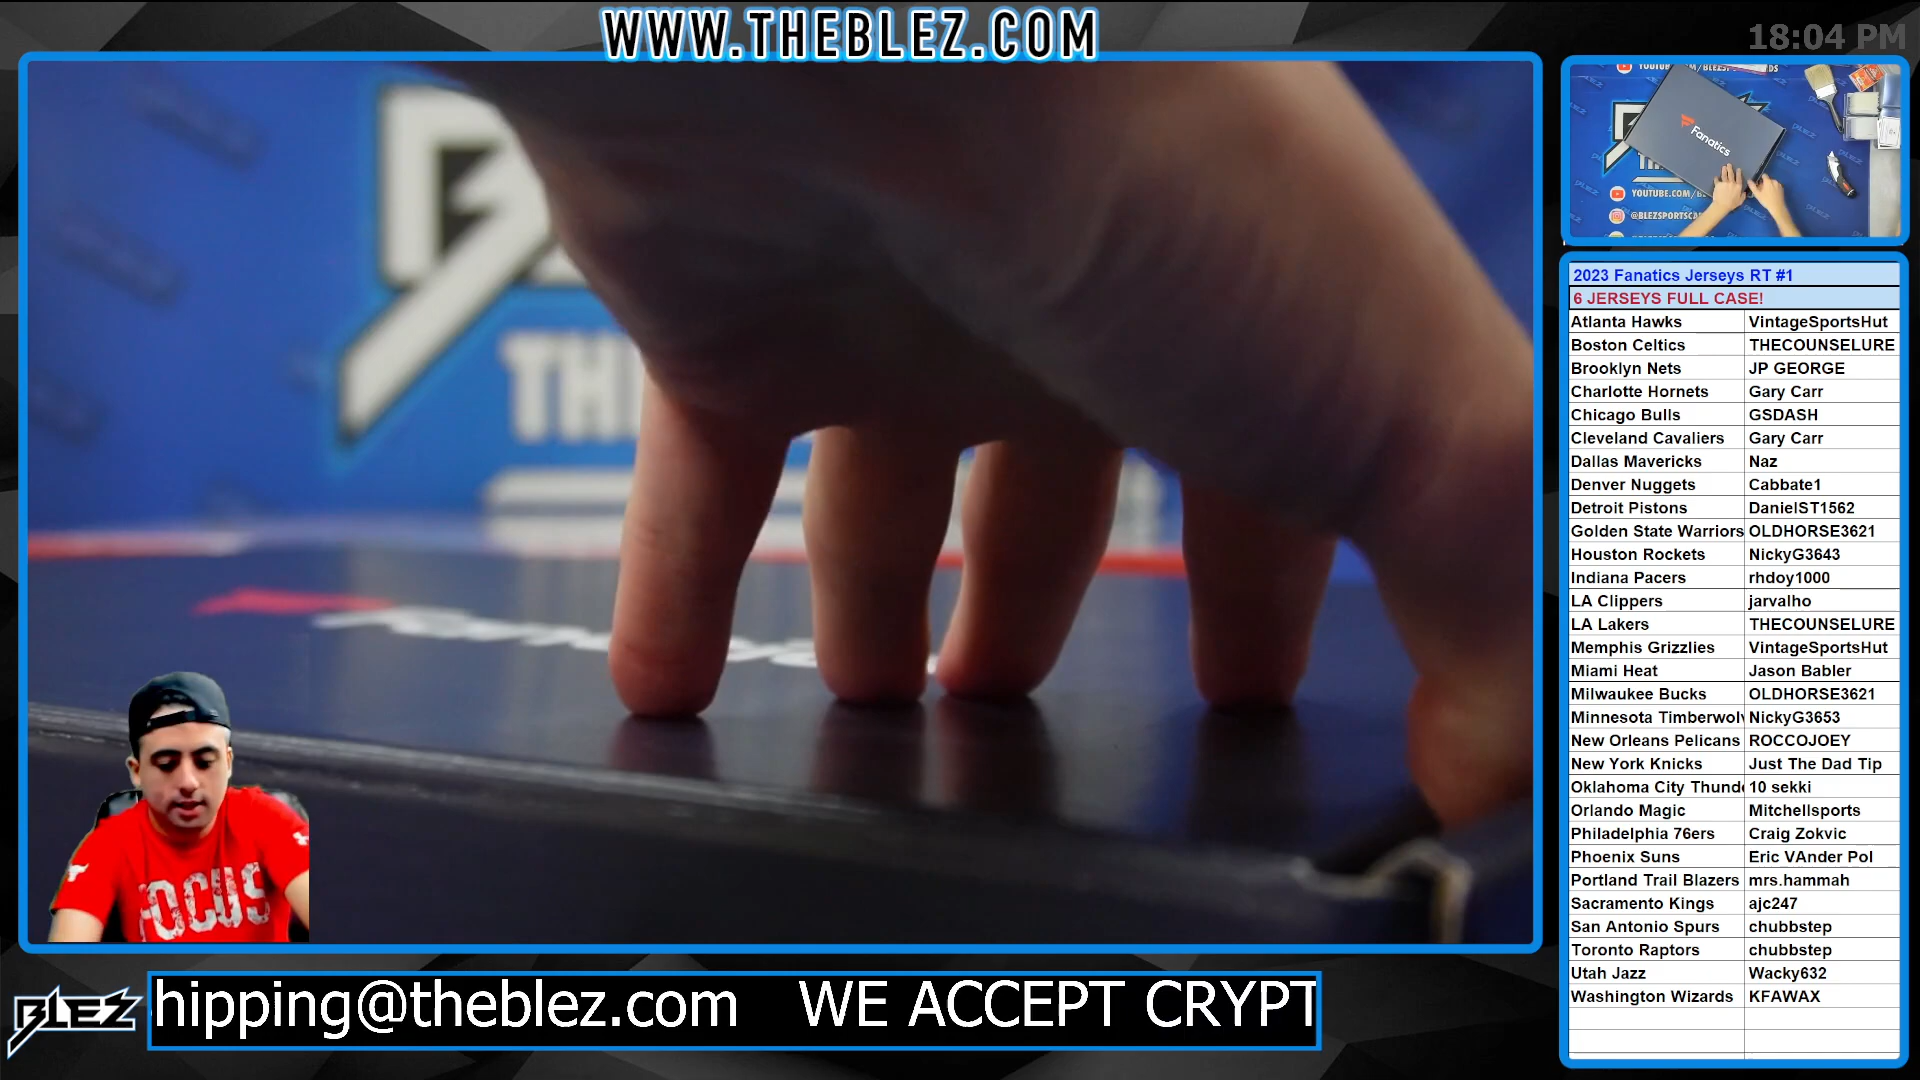 WWW.THEBLEZ.COM
18:04 PM
Fanatics
YOUTUBE.COM/B
@BLEZSPORTSCA
2023 Fanatics Jerseys RT #1
6 JERSEYS FULL CASE!
Atlanta Hawks VintageSportsHut
Boston Celtics THECOUNSELURE
Brooklyn Nets JP GEORGE
Charlotte Hornets Gary Carr
Chicago Bulls GSDASH
Cleveland Cavaliers Gary Carr
Dallas Mavericks Naz
Denver Nuggets Cabbate1
Detroit Pistons DanielST1562
Golden State Warriors OLDHORSE3621
Houston Rockets NickyG3643
Indiana Pacers rhdoy1000
LA Clippers jarvalho
LA Lakers THECOUNSELURE
Memphis Grizzlies VintageSportsHut
Miami Heat Jason Babler
Milwaukee Bucks OLDHORSE3621
Minnesota Timberwolv NickyG3653
New Orleans Pelicans ROCCOJOEY
New York Knicks Just The Dad Tip
Oklahoma City Thunde 10 sekki
Orlando Magic Mitchellsports
Philadelphia 76ers Craig Zokvic
Phoenix Suns Eric VAnder Pol
Portland Trail Blazers mrs.hammah
Sacramento Kings ajc247
San Antonio Spurs chubbstep
Toronto Raptors chubbstep
Utah Jazz Wacky632
Washington Wizards KFAWAX
FOCUS
BLEZ
hipping@theblez.com WE ACCEPT CRYPT